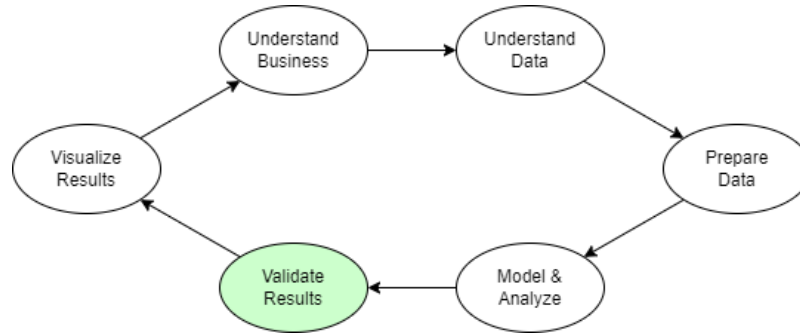 Understand
Business
Understand
Data
Visualize
Results
Prepare
Data
Validate
Results
Model &
Analyze